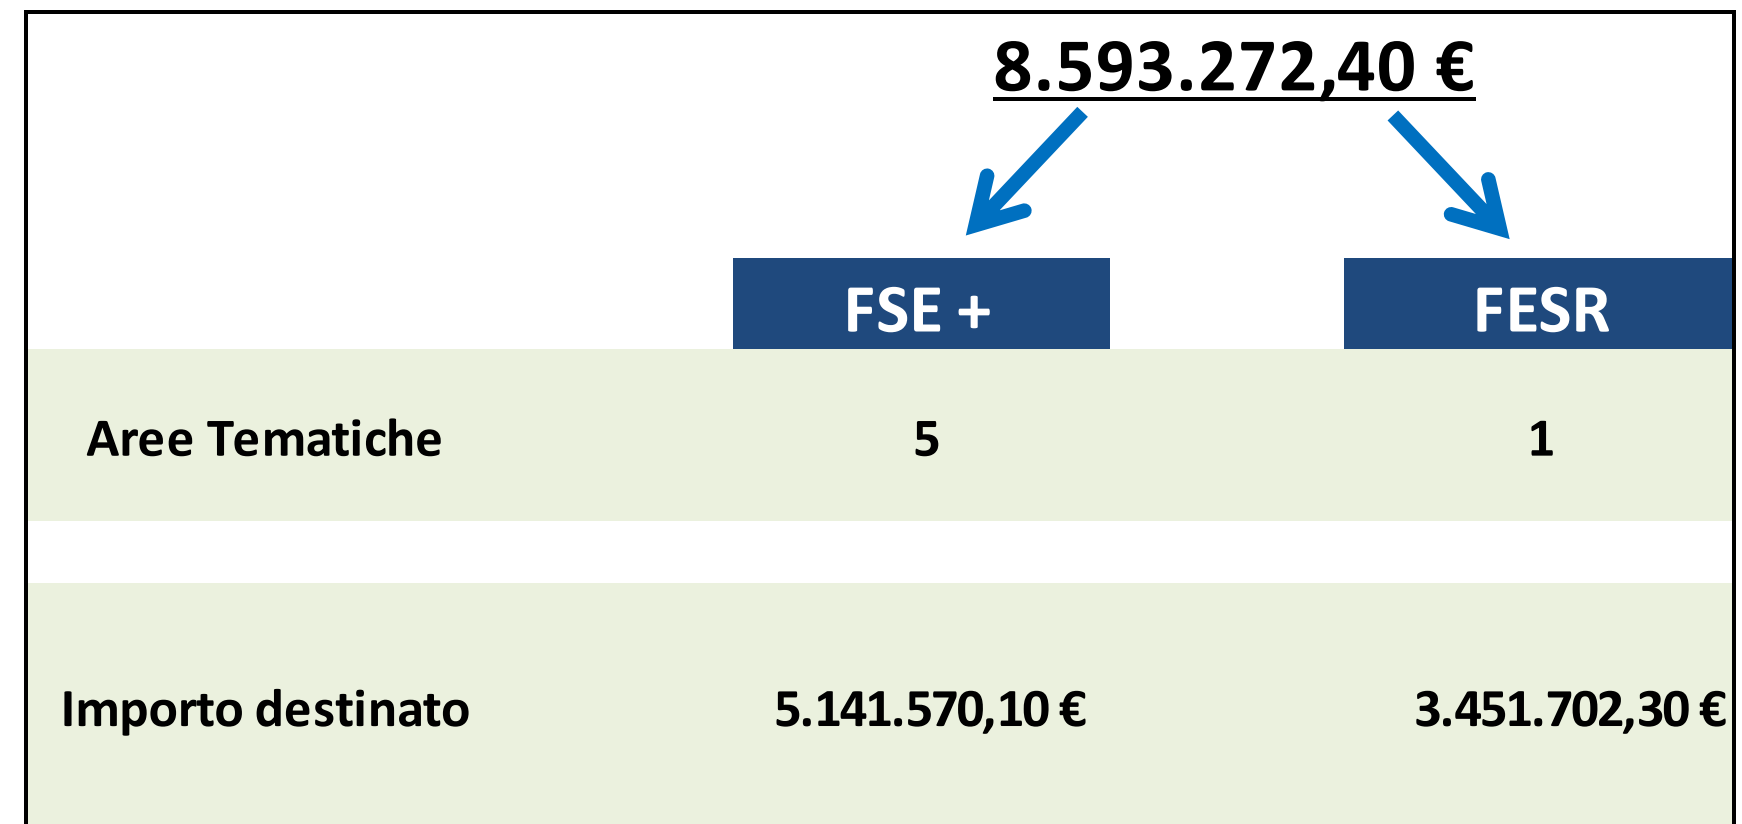 8.593.272,40 €
FSE + FESR
Aree Tematiche 5 1
Importo destinato 5.141.570,10 € 3.451.702,30 €